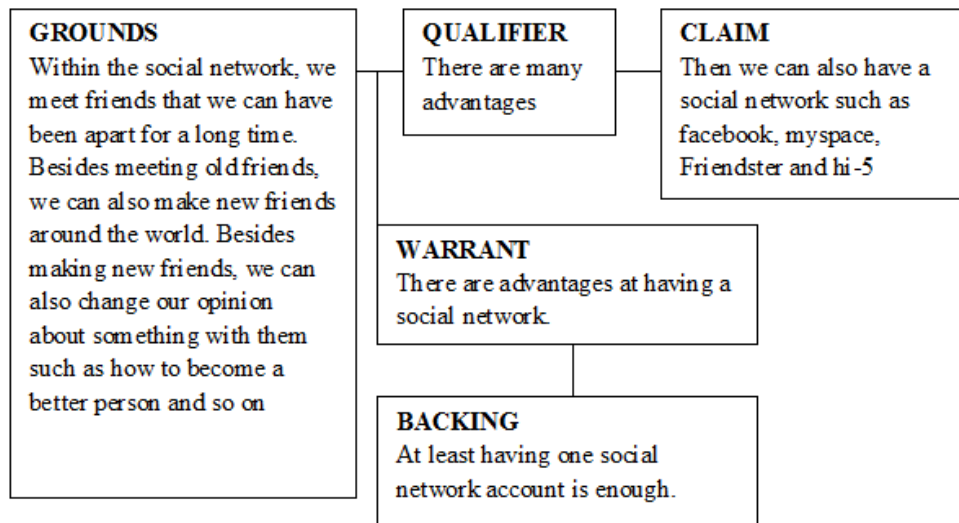 GROUNDS
Within the social network, we
meet friends that we can have
been apart for a long time.
Besides meeting old friends,
we can also make new friends
around the world. Besides
making new friends, we can
also change our opinion
about something with them
such as how to become a
better person and so on
QUALIFIER
There are many
advantages
CLAIM
Then we can also have a
social network such as
facebook, myspace,
Friendster and hi-5
WARRANT
There are advantages at having a
social network.
BACKING
At least having one social
network account is enough.